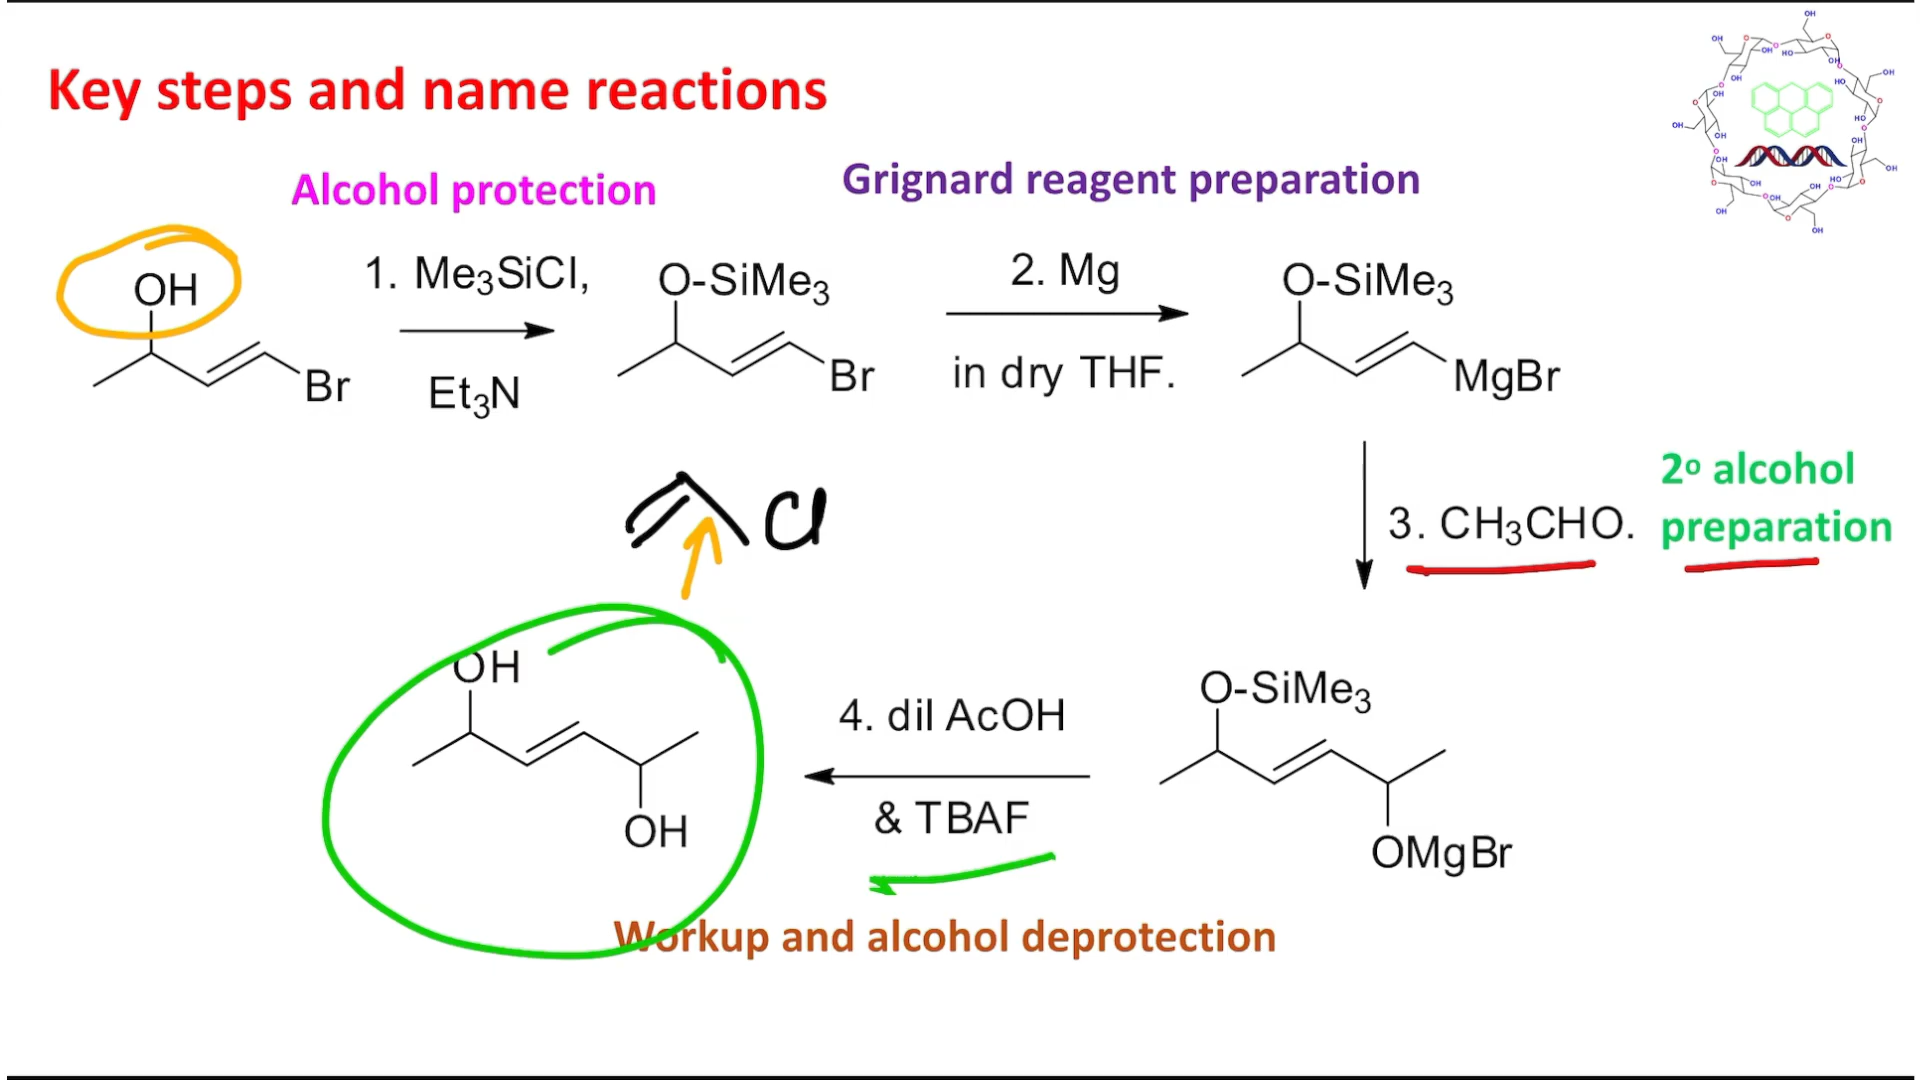 Key steps and name reactions
Alcohol protection
Grignard reagent preparation
OH
Br
1. Me₃SiCl,
Et₃N
O-SiMe₃
Br
2. Mg
in dry THF.
O-SiMe₃
MgBr
Cl
3. CH₃CHO.
2º alcohol
preparation
O-SiMe₃
OMgBr
4. dil AcOH
& TBAF
OH
OH
Workup and alcohol deprotection